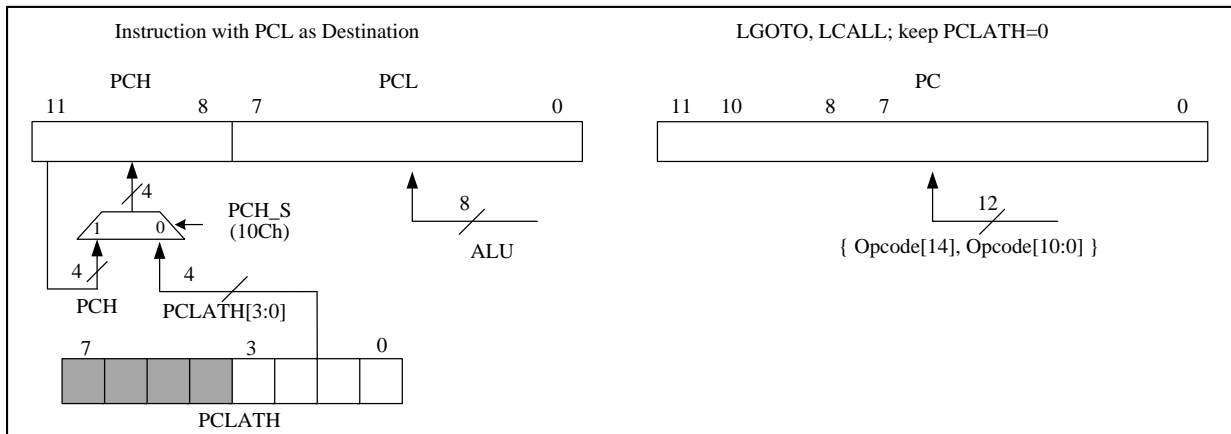 Instruction with PCL as Destination
LGOTO, LCALL; keep PCLATH=0
PCH PCL
11 8 7 0
4
1 0
PCH_S
(10Ch)
8
ALU
4
PCH
4
PCLATH[3:0]
7 3 0
PCLATH
PC
11 10 8 7 0
12
{ Opcode[14], Opcode[10:0] }